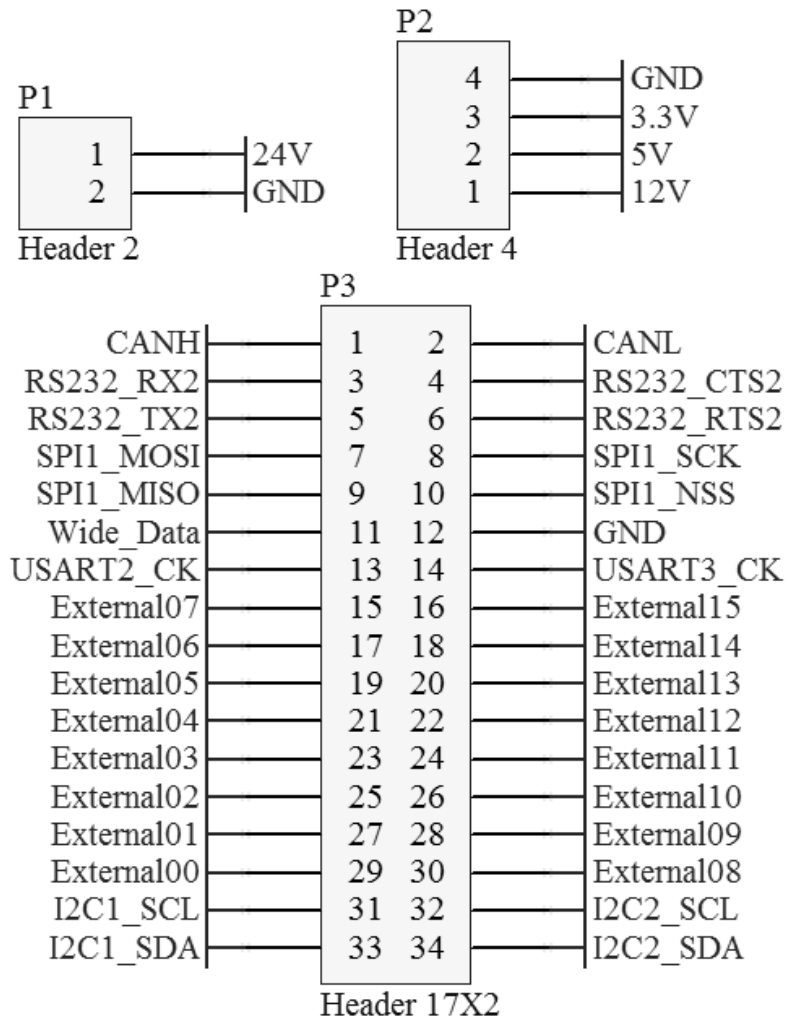 P1
1 24V
2 GND
Header 2
P2
4 GND
3 3.3V
2 5V
1 12V
Header 4
P3
CANH 1 2 CANL
RS232_RX2 3 4 RS232_CTS2
RS232_TX2 5 6 RS232_RTS2
SPI1_MOSI 7 8 SPI1_SCK
SPI1_MISO 9 10 SPI1_NSS
Wide_Data 11 12 GND
USART2_CK 13 14 USART3_CK
External07 15 16 External15
External06 17 18 External14
External05 19 20 External13
External04 21 22 External12
External03 23 24 External11
External02 25 26 External10
External01 27 28 External09
External00 29 30 External08
I2C1_SCL 31 32 I2C2_SCL
I2C1_SDA 33 34 I2C2_SDA
Header 17X2